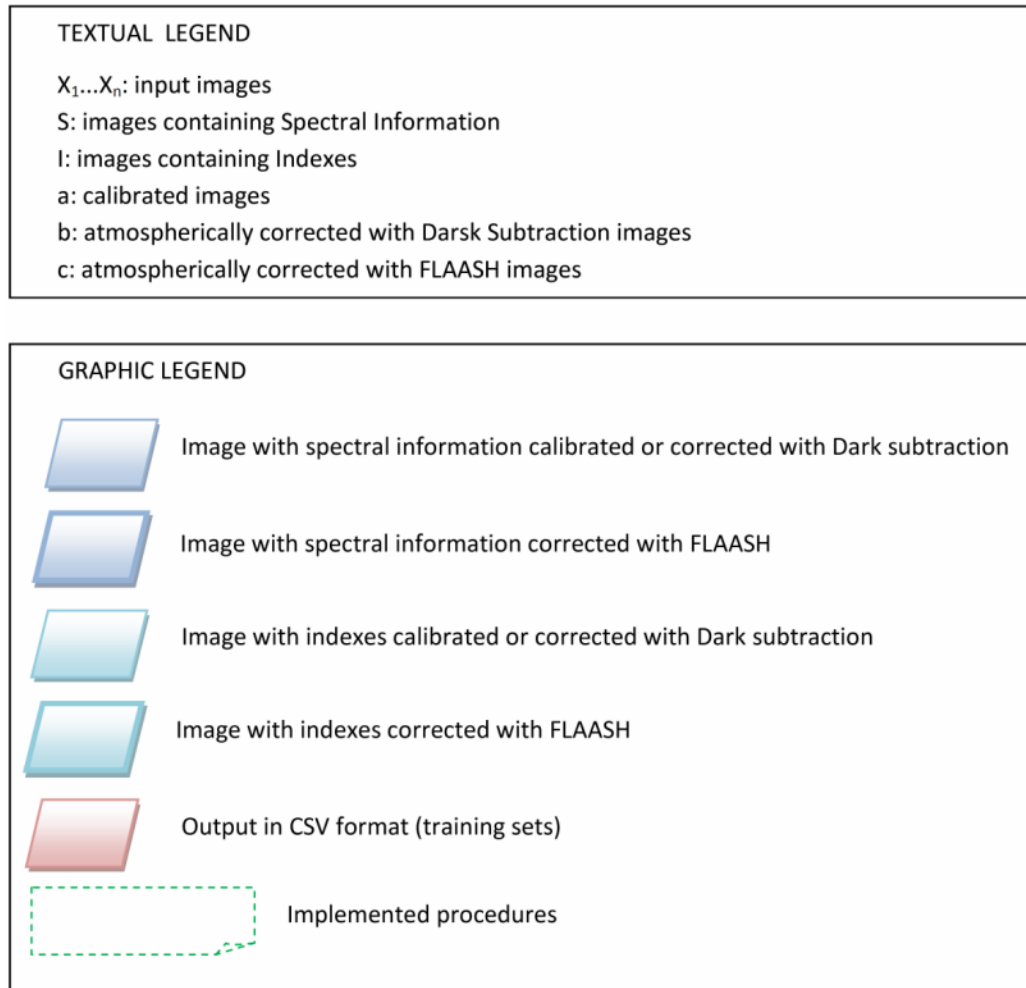 TEXTUAL LEGEND
X₁...Xₙ: input images
S: images containing Spectral Information
I: images containing Indexes
a: calibrated images
b: atmospherically corrected with Darsk Subtraction images
c: atmospherically corrected with FLAASH images
GRAPHIC LEGEND
Image with spectral information calibrated or corrected with Dark subtraction
Image with spectral information corrected with FLAASH
Image with indexes calibrated or corrected with Dark subtraction
Image with indexes corrected with FLAASH
Output in CSV format (training sets)
Implemented procedures